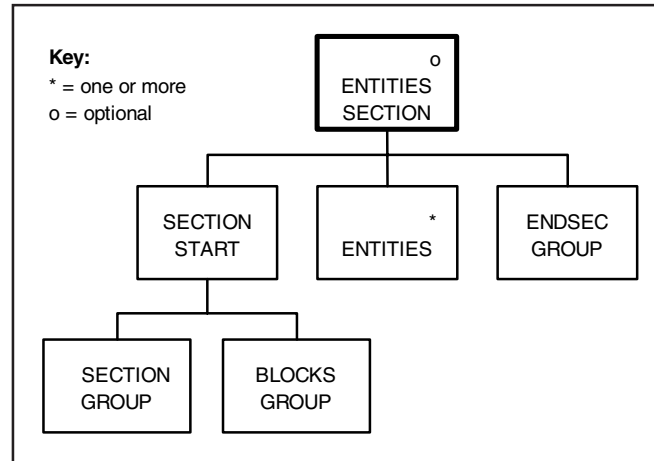 Key:
* = one or more
o = optional
o
ENTITIES
SECTION
SECTION
START
*
ENTITIES
ENDSEC
GROUP
SECTION
GROUP
BLOCKS
GROUP